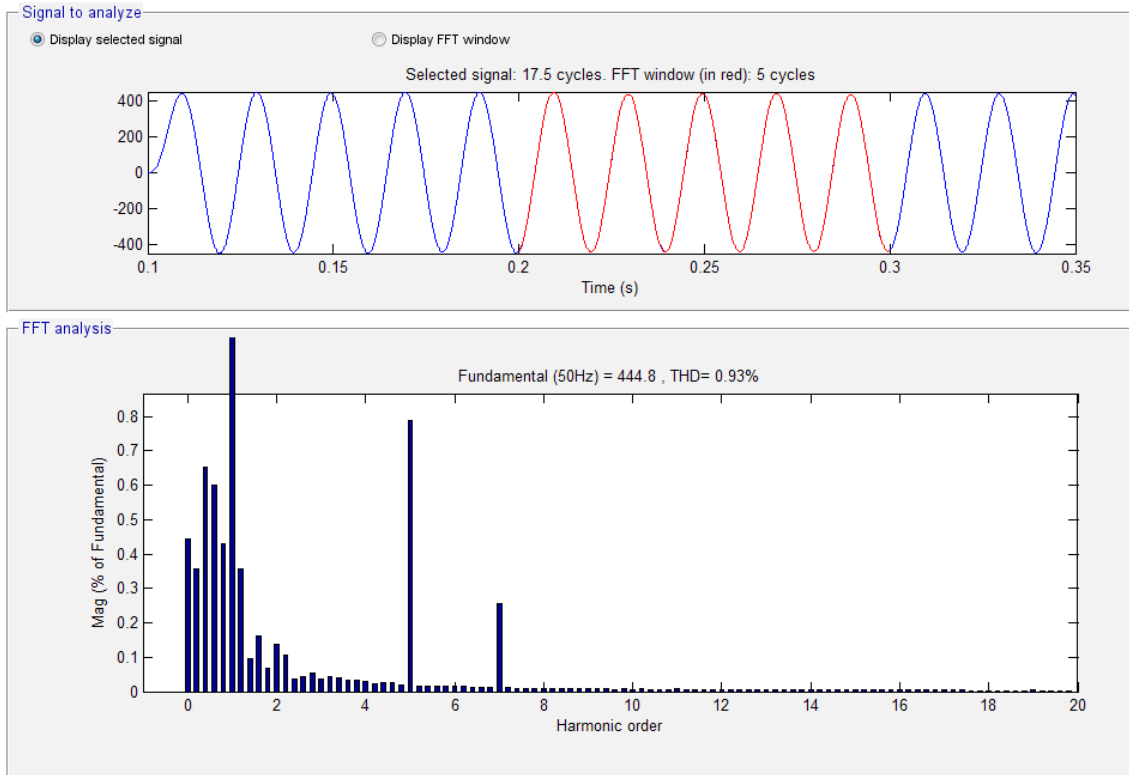 Signal to analyze
Display selected signal
Display FFT window
Selected signal: 17.5 cycles. FFT window (in red): 5 cycles
400
200
0
-200
-400
0.1 0.15 0.2 0.25 0.3 0.35
Time (s)
FFT analysis
Fundamental (50Hz) = 444.8 , THD= 0.93%
0.8
0.7
0.6
0.5
0.4
0.3
0.2
0.1
0
Mag (% of Fundamental)
0 2 4 6 8 10 12 14 16 18 20
Harmonic order